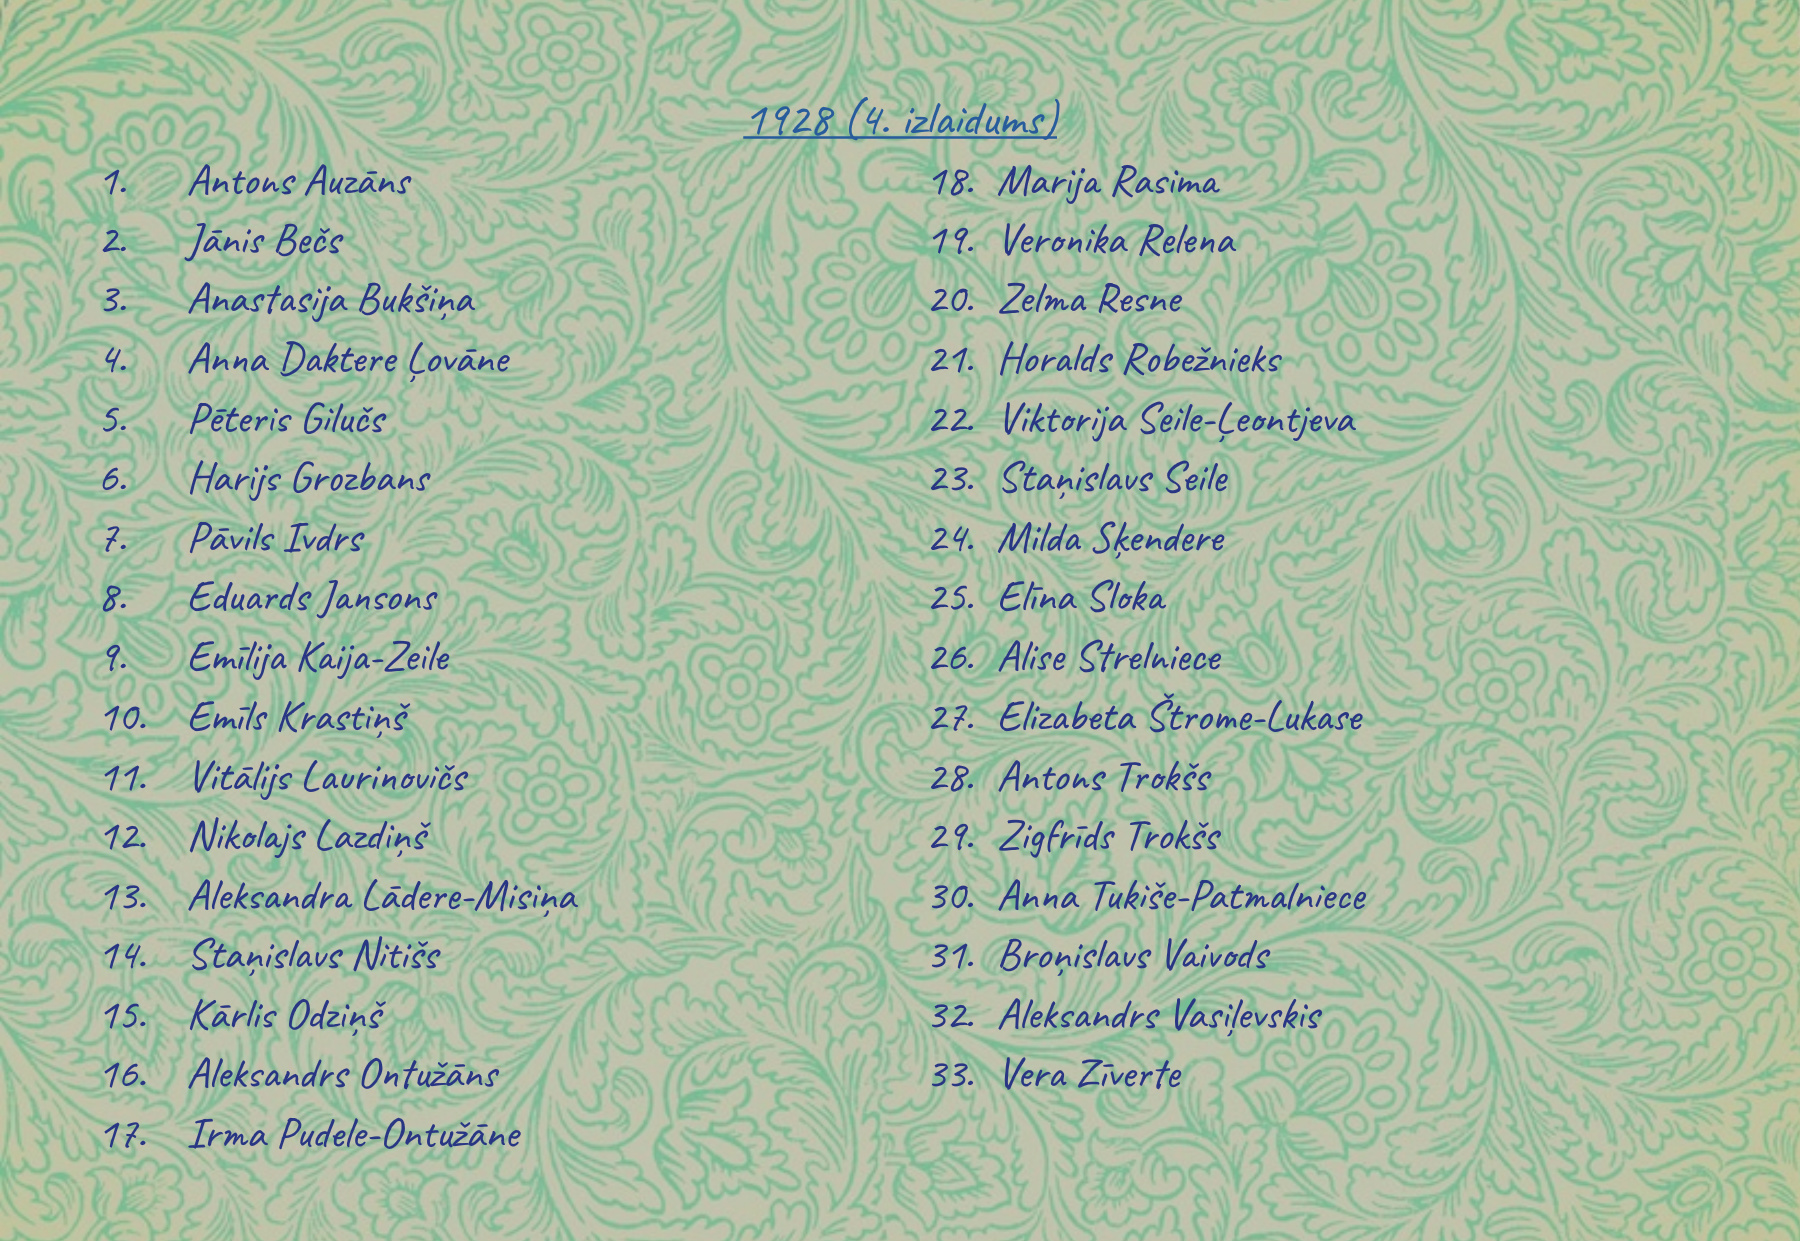 1928 (4. izlaidums)
1. Antons Auzāns
2. Jānis Bečs
3. Anastasija Bukšiņa
4. Anna Daktere Ļovāne
5. Pēteris Gilučs
6. Harijs Grozbans
7. Pāvils Ivdrs
8. Eduards Jansons
9. Emīlija Kaija-Zeile
10. Emīls Krastiņš
11. Vitālijs Laurinovičs
12. Nikolajs Lazdiņš
13. Aleksandra Lādere-Misiņa
14. Staņislavs Nitišs
15. Kārlis Odziņš
16. Aleksandrs Ontužāns
17. Irma Pudele-Ontužāne
18. Marija Rasima
19. Veronika Relena
20. Zelma Resne
21. Horalds Robežnieks
22. Viktorija Seile-Ļeontjeva
23. Staņislavs Seile
24. Milda Sķendere
25. Elīna Sloka
26. Alise Strelniece
27. Elizabeta Štrome-Lukase
28. Antons Trokšs
29. Zigfrīds Trokšs
30. Anna Tukiše-Patmalniece
31. Broņislavs Vaivods
32. Aleksandrs Vasiļevskis
33. Vera Zīverte